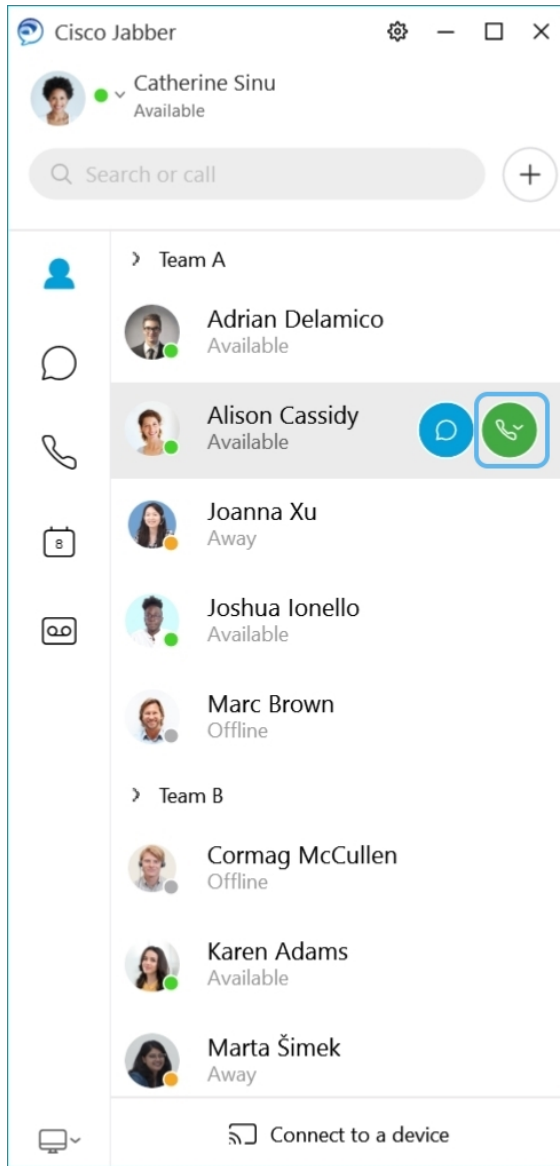 Cisco Jabber
Catherine Sinu
Available
Search or call
Team A
Adrian Delamico
Available
Alison Cassidy
Available
Joanna Xu
Away
8
Joshua Ionello
Available
Marc Brown
Offline
Team B
Cormag McCullen
Offline
Karen Adams
Available
Marta Šimek
Away
Connect to a device